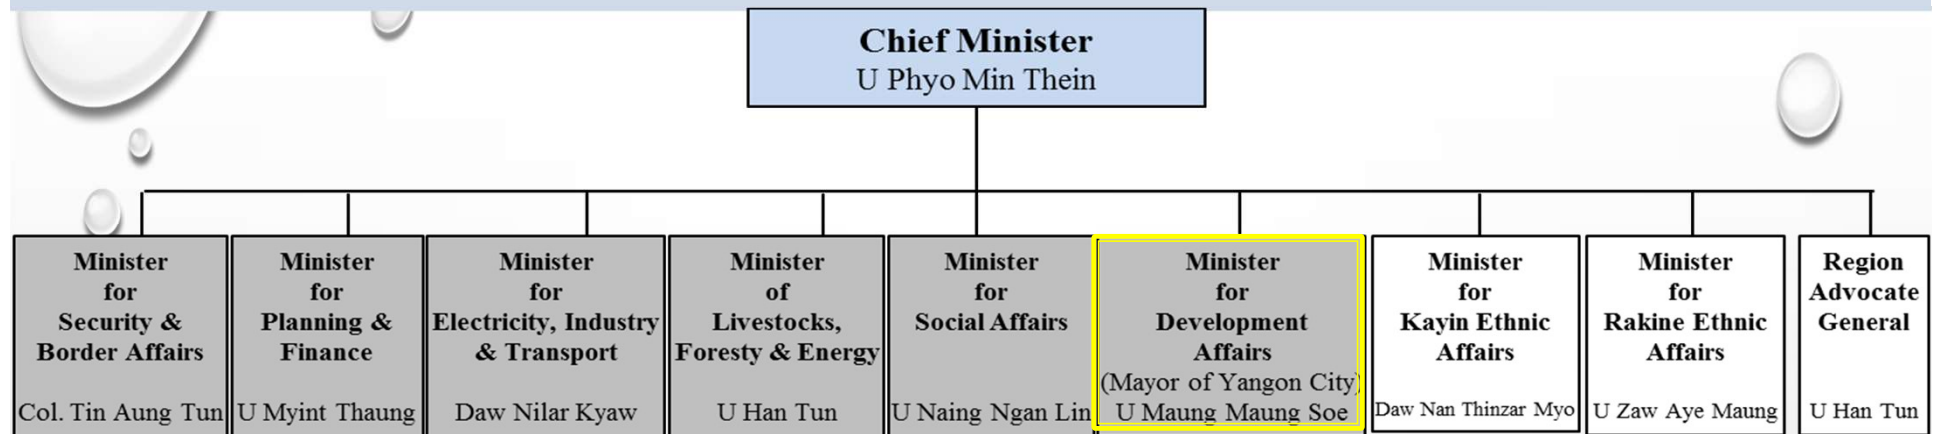 Chief Minister
U Phyo Min Thein
Minister
for
Security &
Border Affairs
Col. Tin Aung Tun
Minister
for
Planning &
Finance
U Myint Thaung
Minister
for
Electricity, Industry
& Transport
Daw Nilar Kyaw
Minister
of
Livestocks,
Foresty & Energy
U Han Tun
Minister
for
Social Affairs
U Naing Ngan Lin
Minister
for
Development
Affairs
(Mayor of Yangon City)
U Maung Maung Soe
Minister
for
Kayin Ethnic
Affairs
Daw Nan Thinzar Myo
Minister
for
Rakine Ethnic
Affairs
U Zaw Aye Maung
Region
Advocate
General
U Han Tun